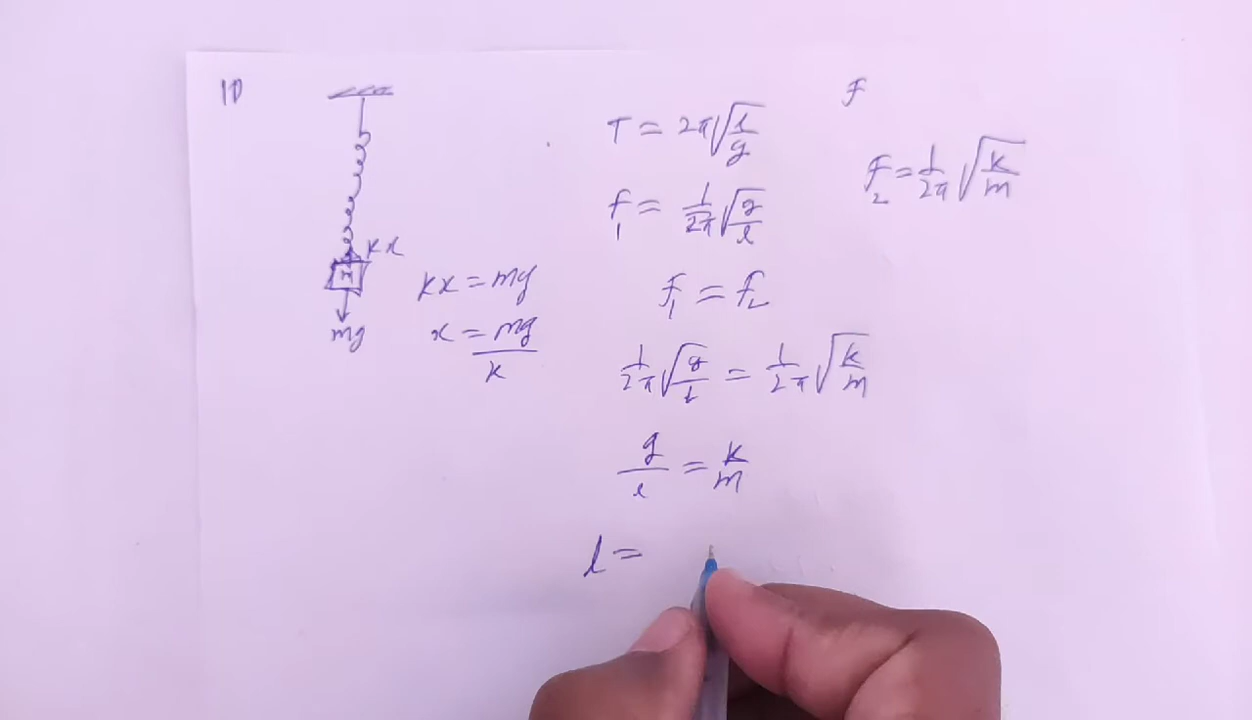 10
kx
mg
kx = mg
x = mg/k
T = 2π√(l/g)
f₁ = 1/2π √(g/l)
f₁ = f₂
1/2π √(g/l) = 1/2π √(k/m)
g/l = k/m
l =
F
F₂ = 1/2π √(k/m)